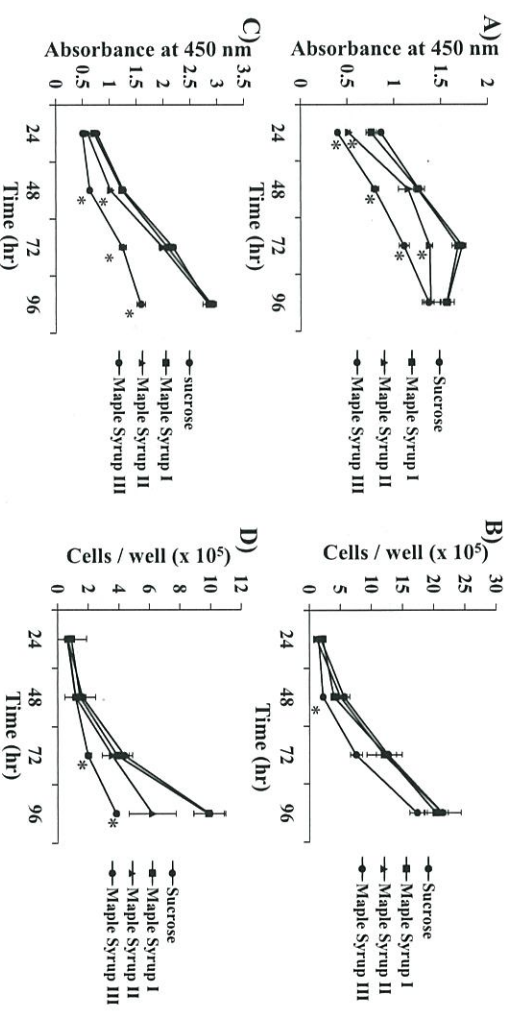 A)
Absorbance at 450 nm
2
1.5
1
0.5
0
24 48 72 96
Time (hr)
*
*
*
*
*
Sucrose
Maple Syrup I
Maple Syrup II
Maple Syrup III
B)
Cells / well (x 10⁵)
30
25
20
15
10
5
0
24 48 72 96
Time (hr)
*
Sucrose
Maple Syrup I
Maple Syrup II
Maple Syrup III
C)
Absorbance at 450 nm
3.5
3
2.5
2
1.5
1
0.5
0
24 48 72 96
Time (hr)
*
*
*
*
sucrose
Maple Syrup I
Maple Syrup II
Maple Syrup III
D)
Cells / well (x 10⁵)
12
10
8
6
4
2
0
24 48 72 96
Time (hr)
*
*
Sucrose
Maple Syrup I
Maple Syrup II
Maple Syrup III